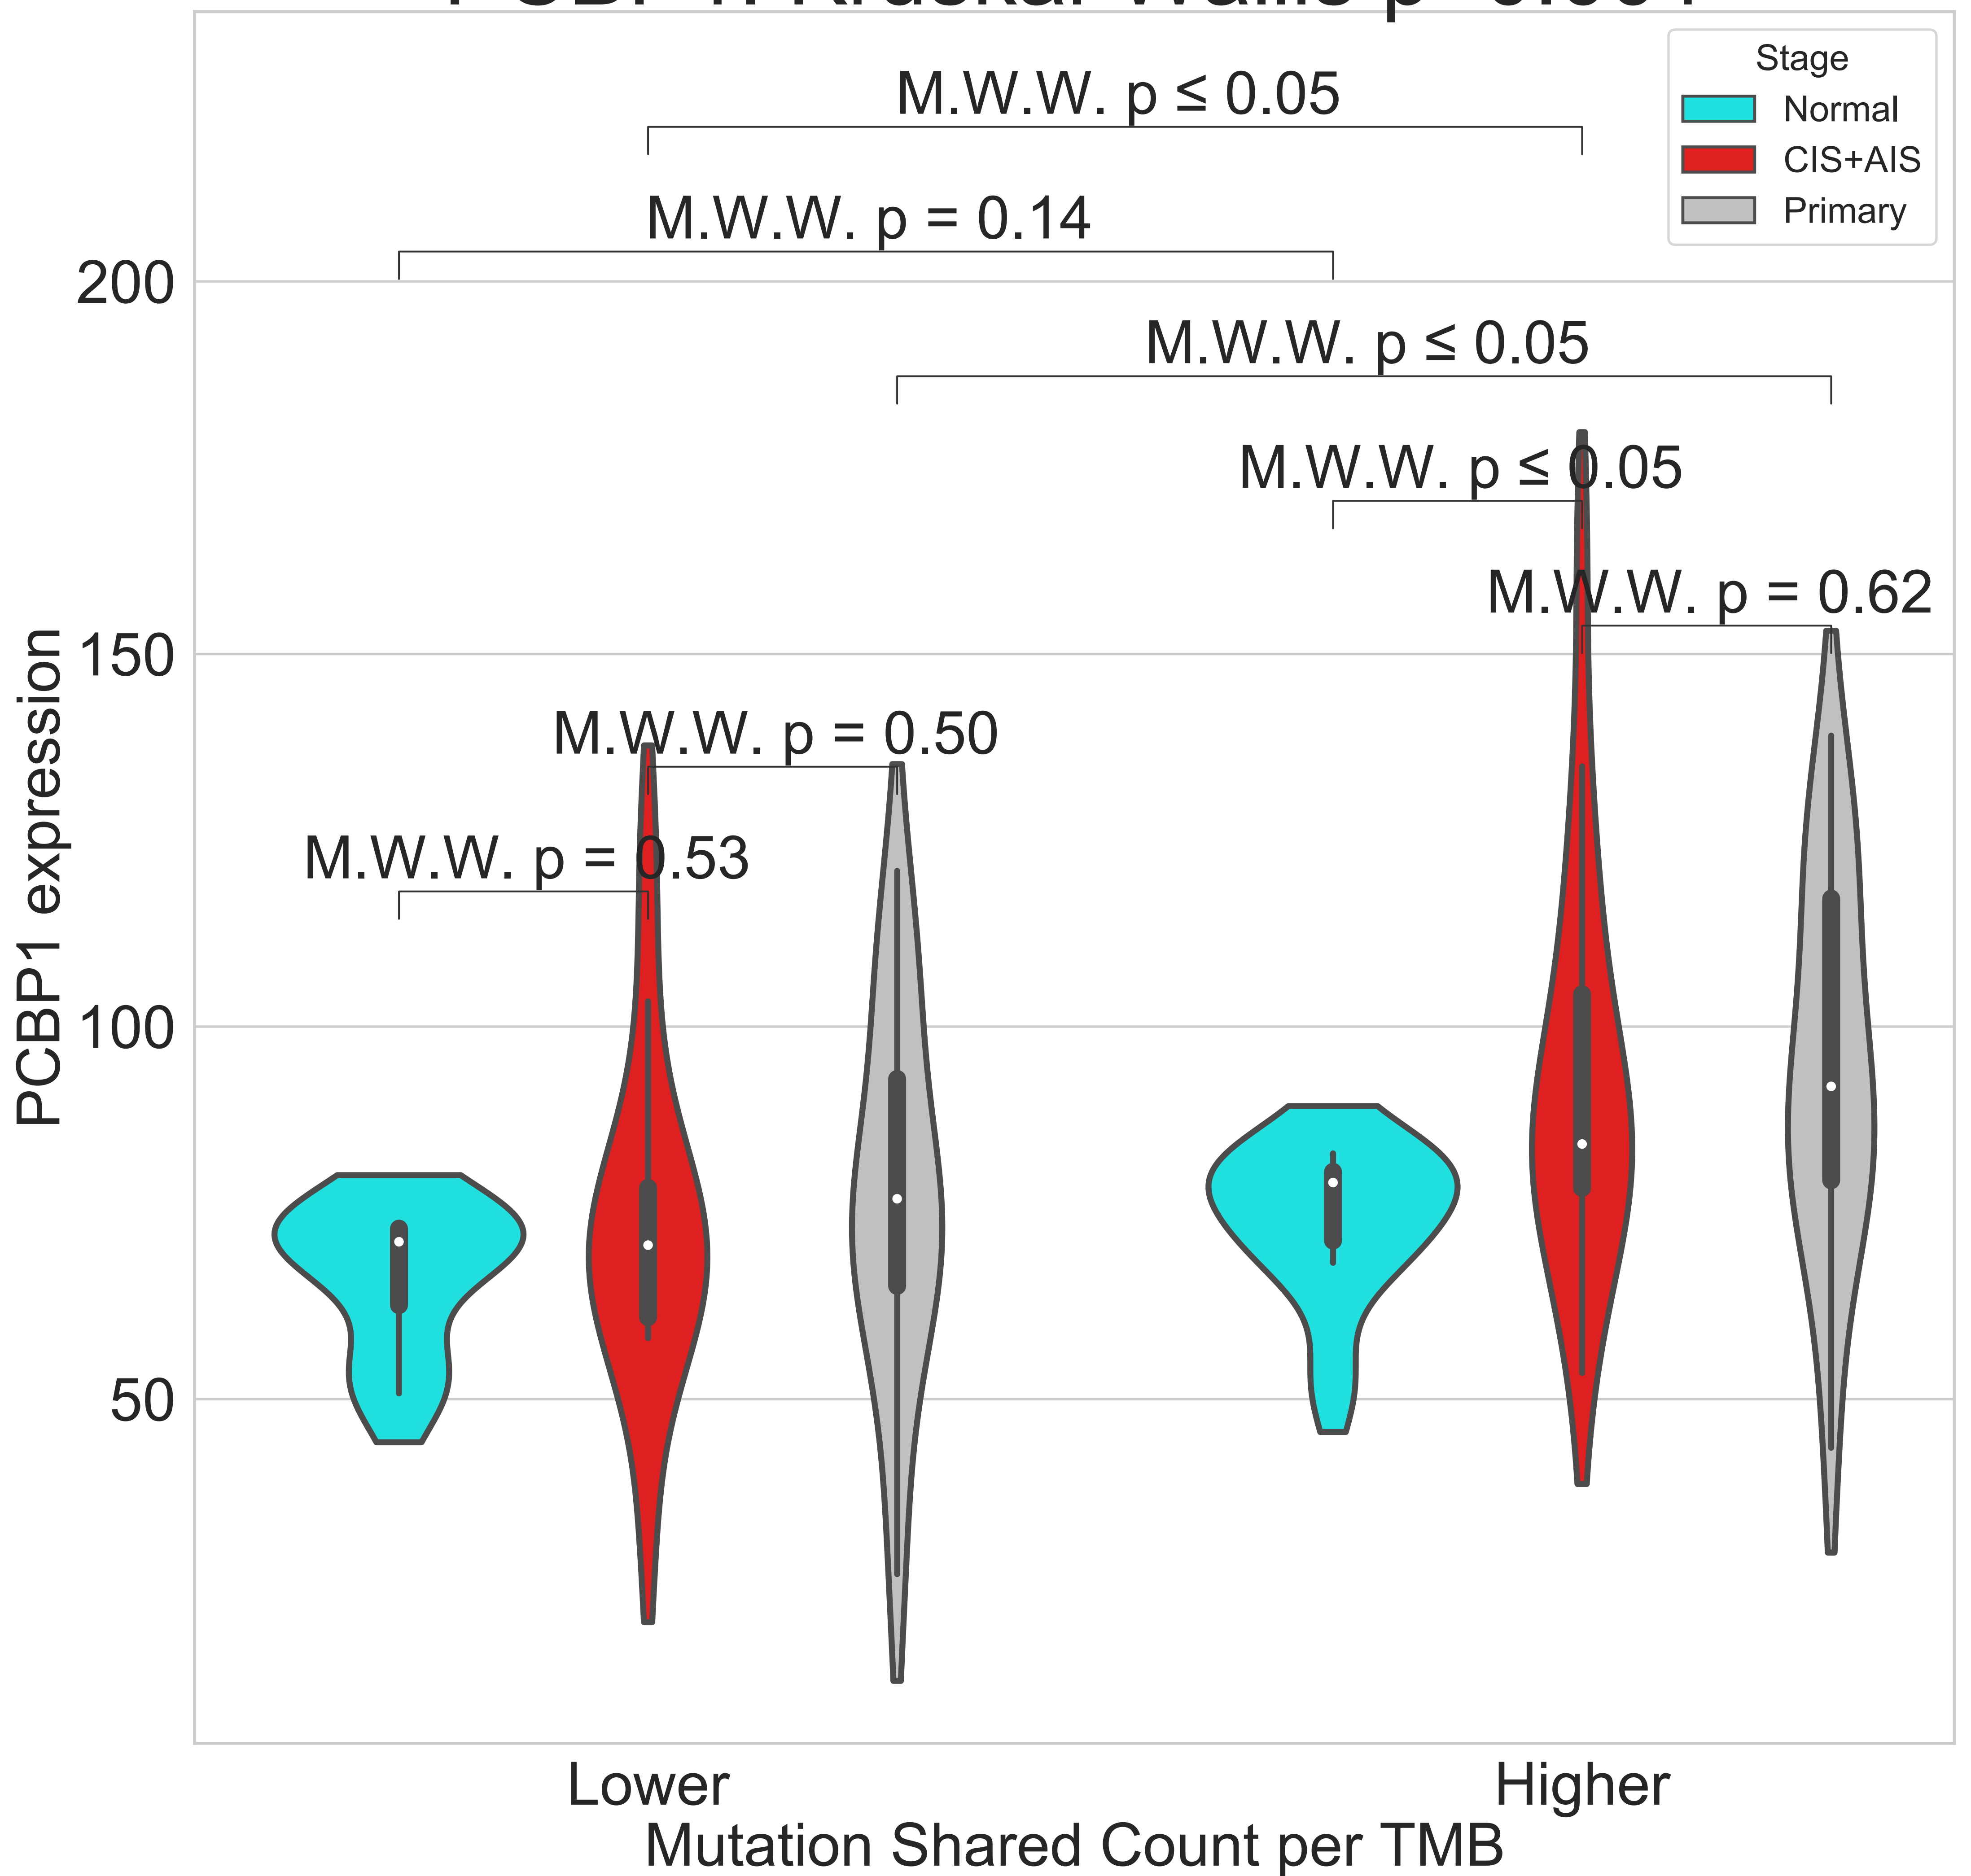 Stage
Normal
CIS+AIS
Primary
M.W.W. p ≤ 0.05
M.W.W. p = 0.14
M.W.W. p ≤ 0.05
M.W.W. p ≤ 0.05
M.W.W. p = 0.62
M.W.W. p = 0.50
M.W.W. p = 0.53
200
150
100
50
PCBP1 expression
Lower
Higher
Mutation Shared Count per TMB